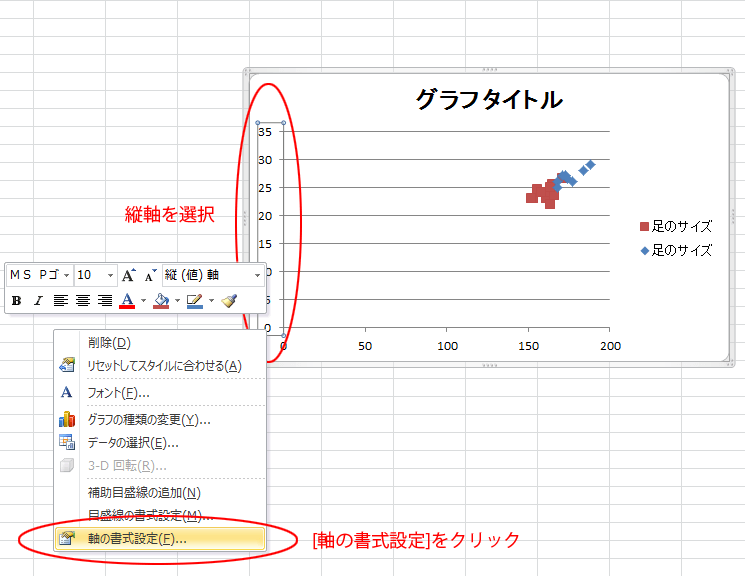 グラフタイトル
35
30
25
20
15
10
5
0
0
50
100
150
200
足のサイズ
足のサイズ
縦軸を選択
ＭＳ Ｐゴ
10
A
A
縦 (値) 軸
B
I
A
削除(D)
リセットしてスタイルに合わせる(A)
A
フォント(F)...
グラフの種類の変更(Y)...
データの選択(E)...
3-D 回転(R)...
補助目盛線の追加(N)
目盛線の書式設定(M)...
軸の書式設定(F)...
[軸の書式設定]をクリック